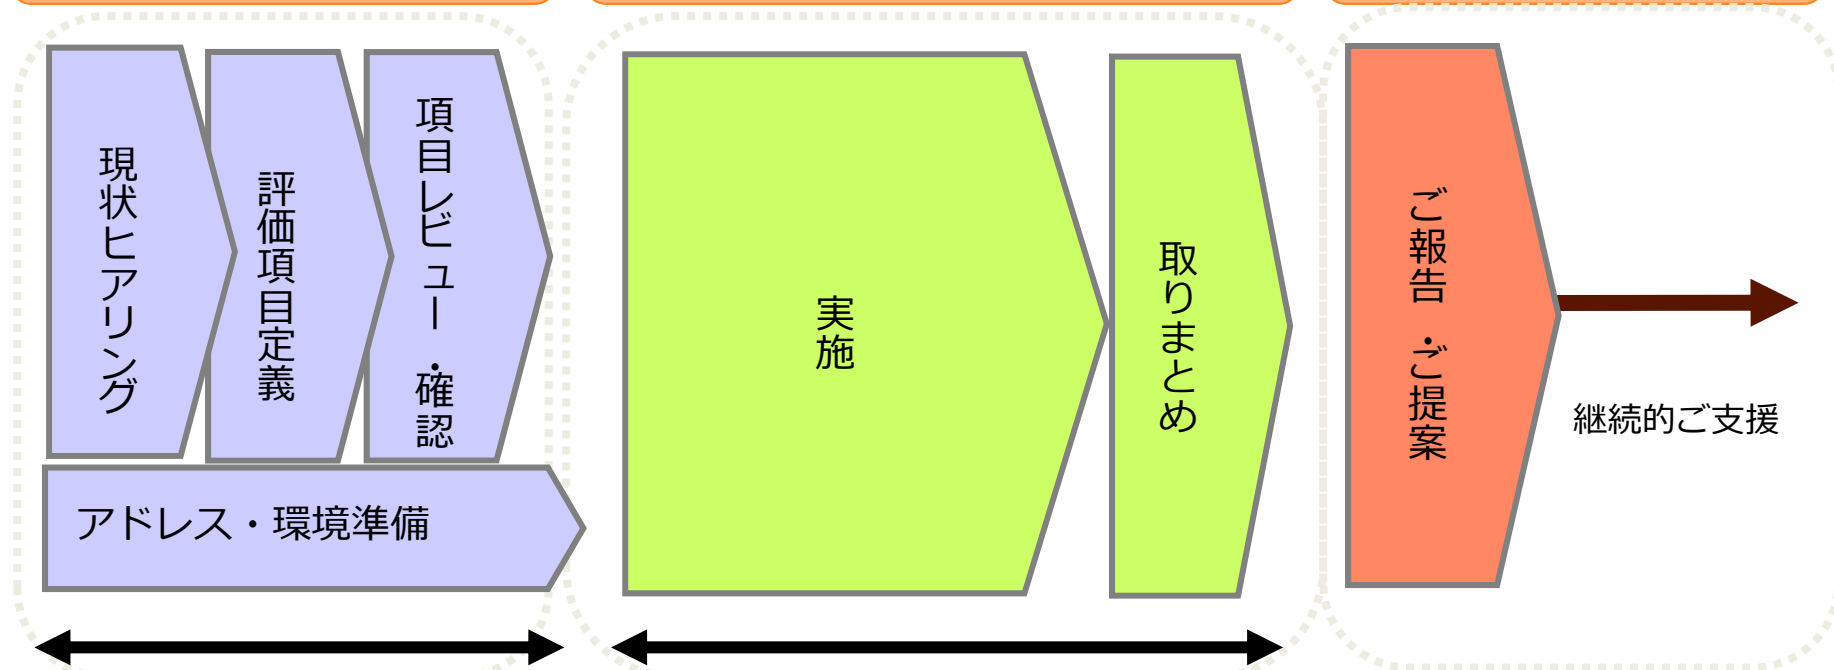 現状ヒアリング
評価項目定義
項目レビュー・確認
アドレス・環境準備
実施
取りまとめ
ご報告・ご提案
継続的ご支援